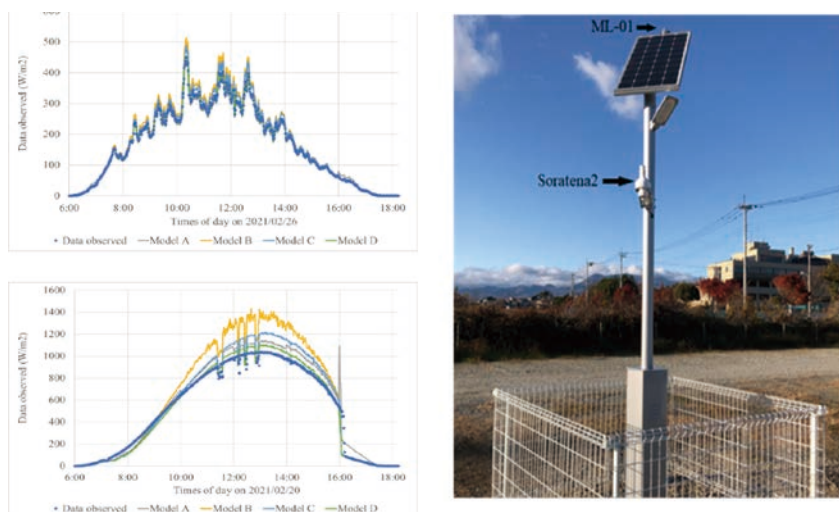 600
500
400
300
200
100
0
Data observed (W/m2)
6:00 8:00 10:00 12:00 14:00 16:00 18:00
Times of day on 2021/02/26
Data observed Model A Model B Model C Model D
1600
1400
1200
1000
800
600
400
200
0
Data observed (W/m2)
6:00 8:00 10:00 12:00 14:00 16:00 18:00
Times of day on 2021/02/20
Data observed Model A Model B Model C Model D
ML-01
Soratena2